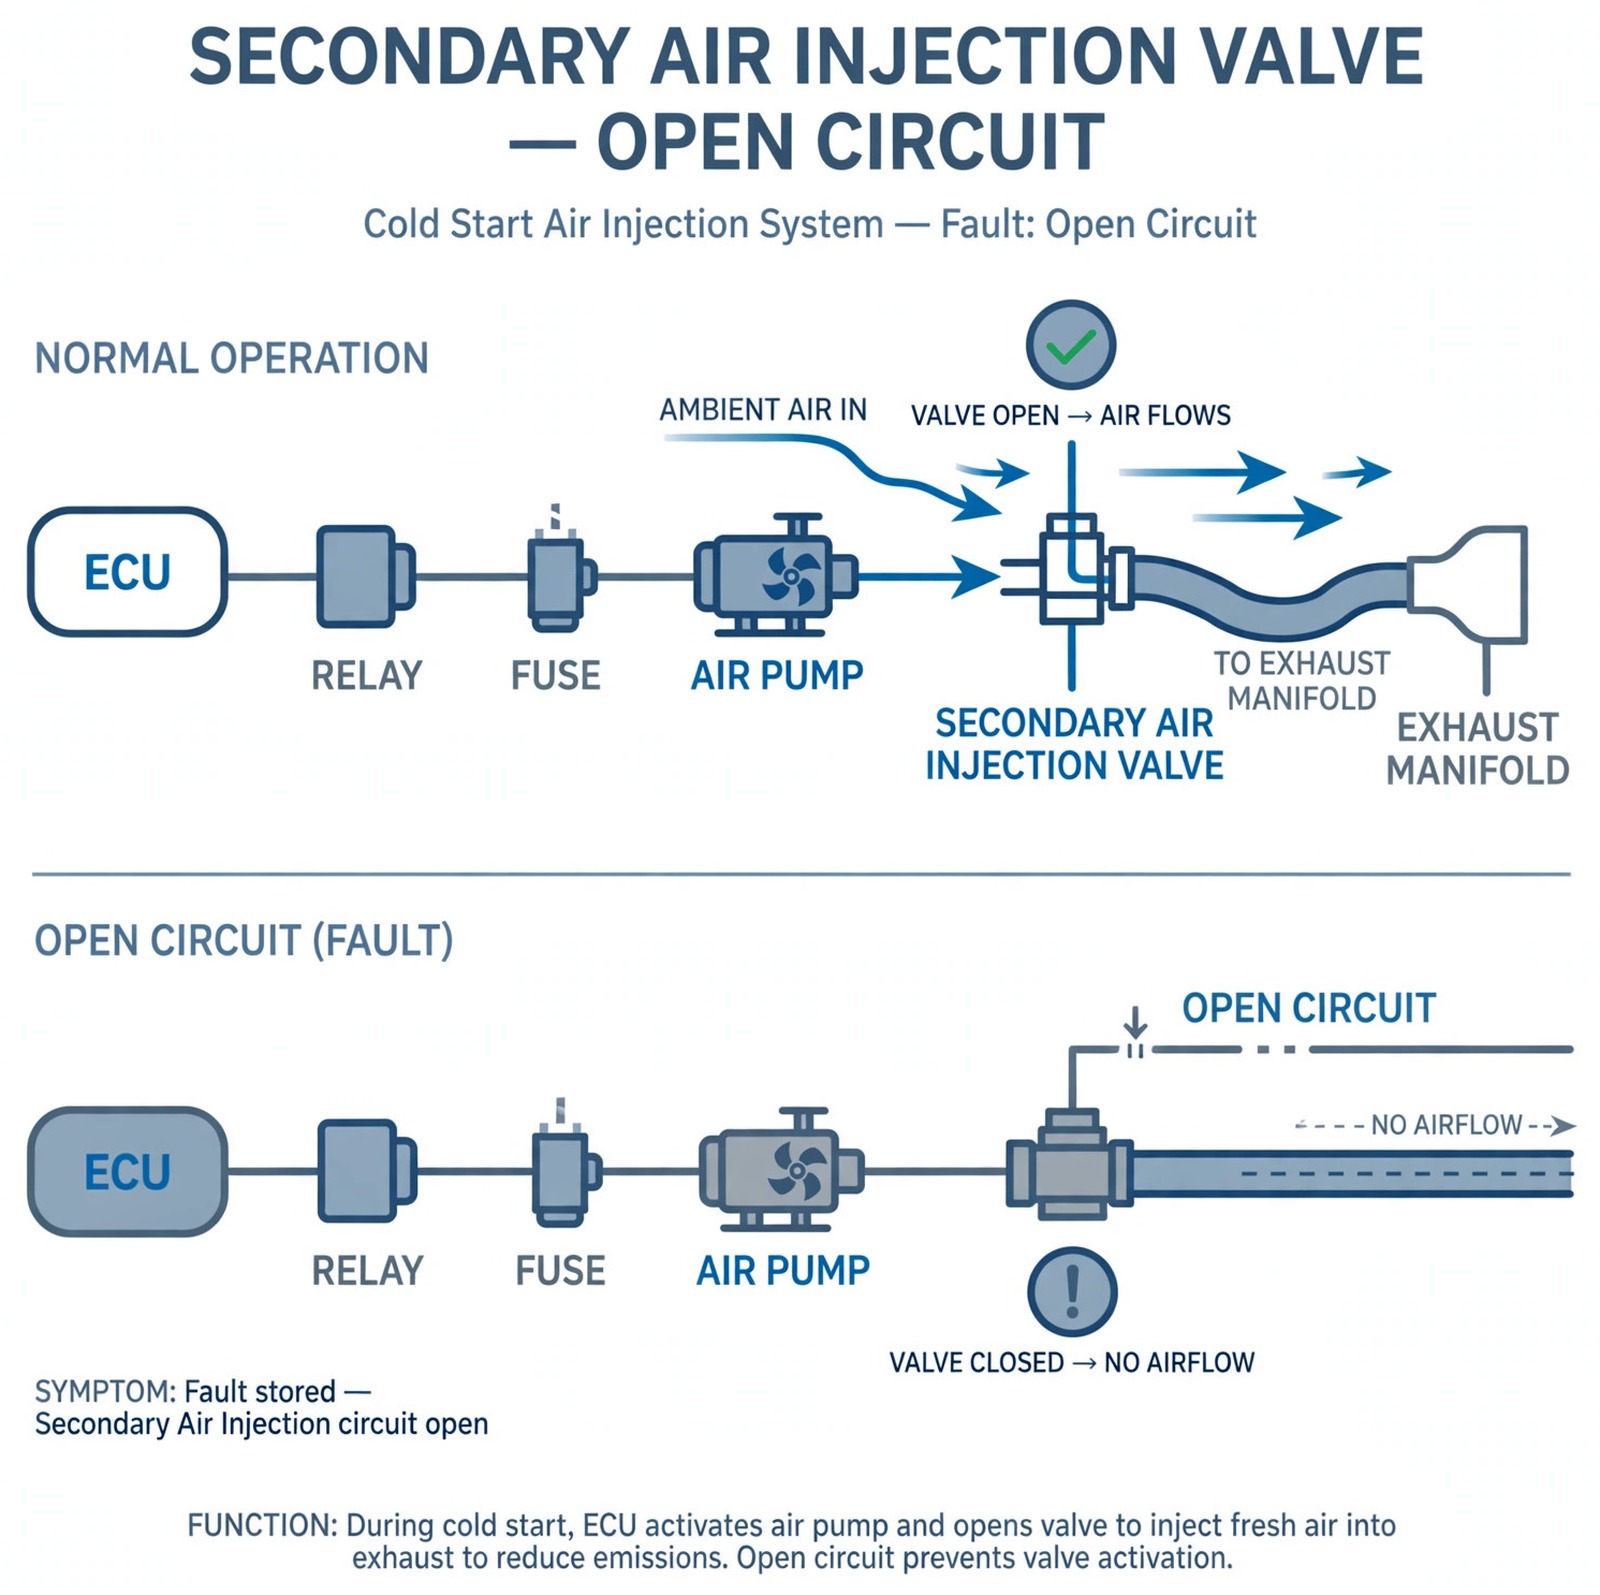 SECONDARY AIR INJECTION VALVE
— OPEN CIRCUIT
Cold Start Air Injection System — Fault: Open Circuit
NORMAL OPERATION
AMBIENT AIR IN
VALVE OPEN → AIR FLOWS
ECU
RELAY
FUSE
AIR PUMP
SECONDARY AIR
INJECTION VALVE
TO EXHAUST
MANIFOLD
EXHAUST
MANIFOLD
OPEN CIRCUIT (FAULT)
OPEN CIRCUIT
NO AIRFLOW
ECU
RELAY
FUSE
AIR PUMP
VALVE CLOSED → NO AIRFLOW
SYMPTOM: Fault stored —
Secondary Air Injection circuit open
FUNCTION: During cold start, ECU activates air pump and opens valve to inject fresh air into
exhaust to reduce emissions. Open circuit prevents valve activation.